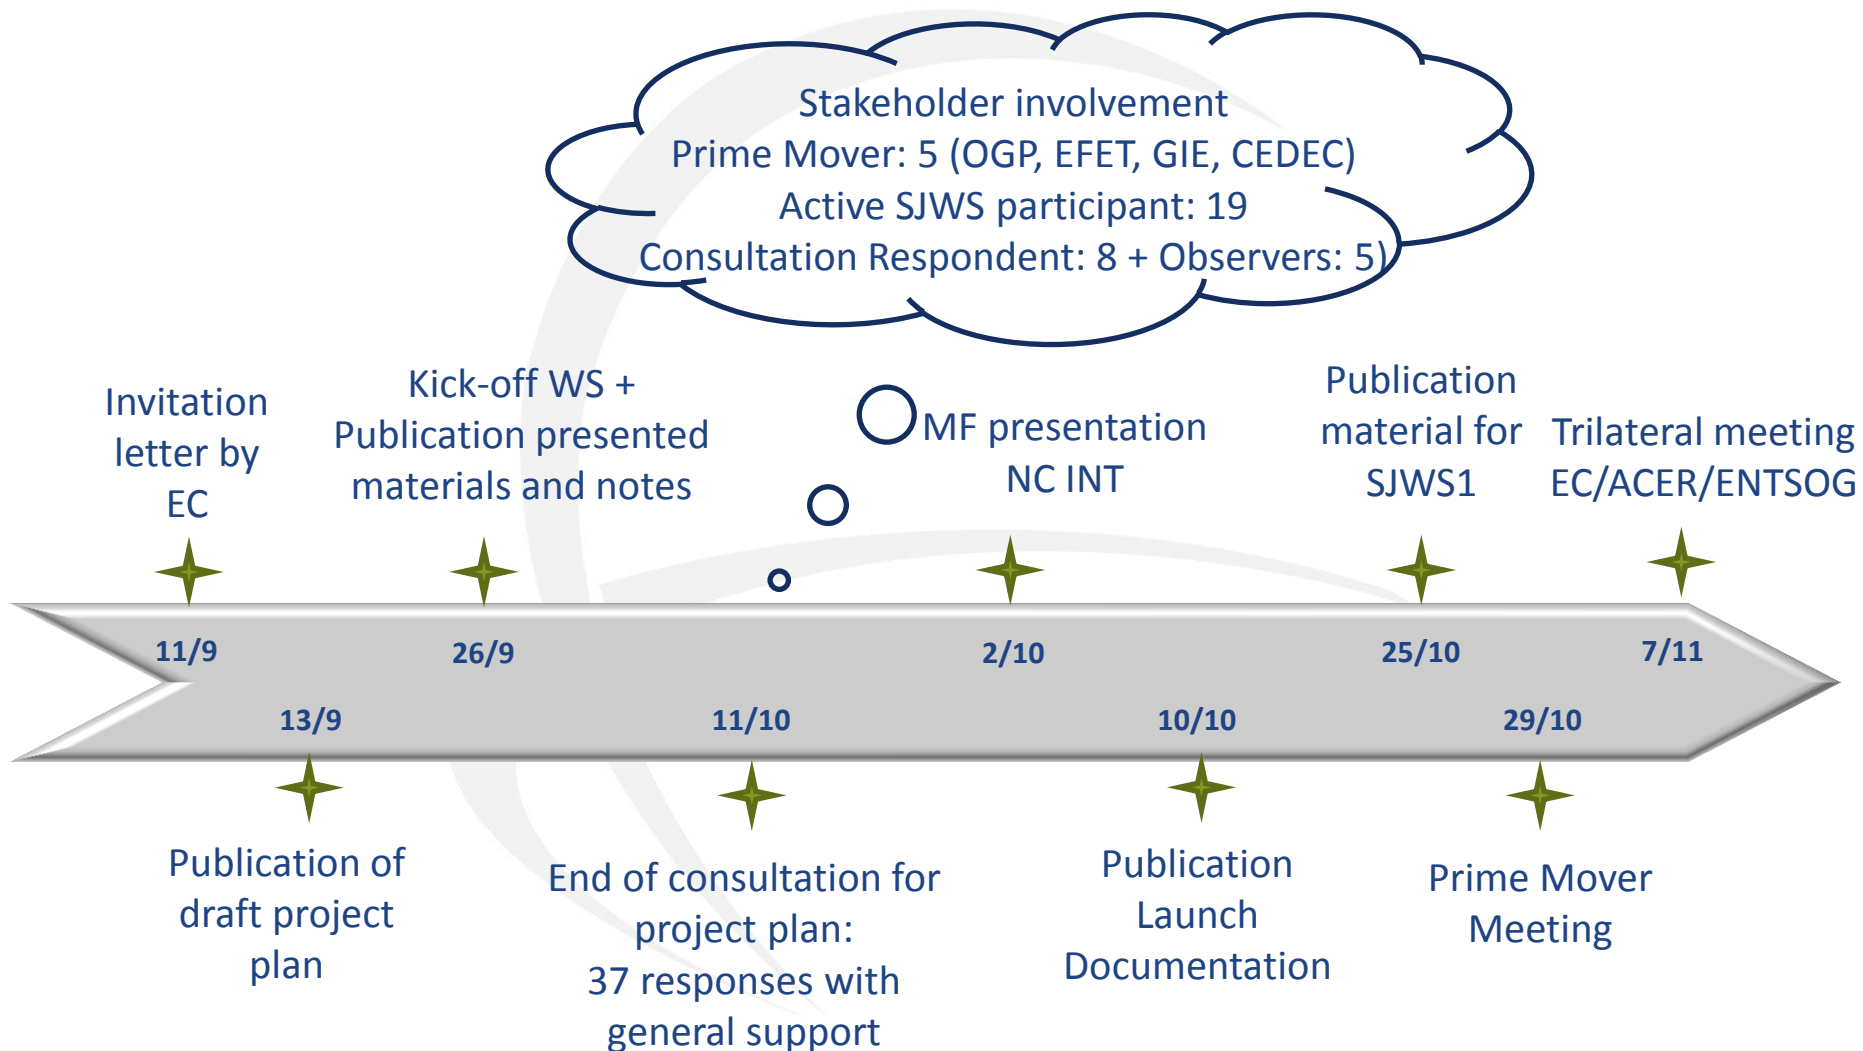 Stakeholder involvement
Prime Mover: 5 (OGP, EFET, GIE, CEDEC)
Active SJWS participant: 19
Consultation Respondent: 8 + Observers: 5)
Invitation
letter by
EC
Kick-off WS +
Publication presented
materials and notes
MF presentation
NC INT
Publication
material for
SJWS1
Trilateral meeting
EC/ACER/ENTSOG
11/9
26/9
2/10
25/10
7/11
13/9
11/10
10/10
29/10
Publication of
draft project
plan
End of consultation for
project plan:
37 responses with
general support
Publication
Launch
Documentation
Prime Mover
Meeting